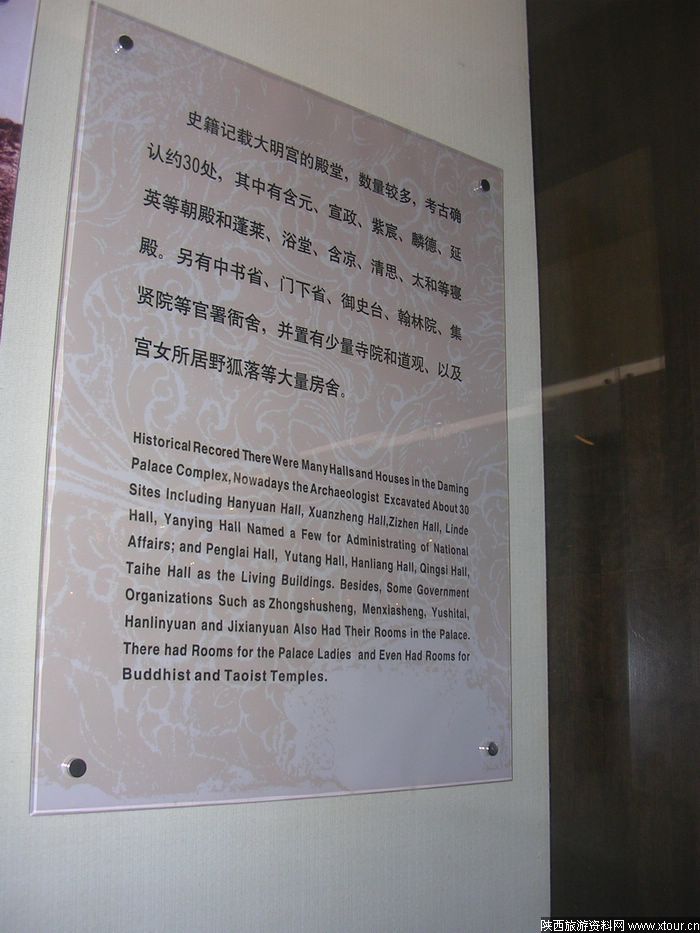 史籍记载大明宫的殿堂，数量较多，考古确
认约30处，其中有含元、宣政、紫宸、麟德、延
英等朝殿和蓬莱、浴堂、含凉、清思、太和等寝
殿。另有中书省、门下省、御史台、翰林院、集
贤院等官署衙舍，并置有少量寺院和道观、以及
宫女所居野狐落等大量房舍。
Historical Recored There Were Many Halls and Houses in the Daming
Palace Complex, Nowadays the Archaeologist Excavated About 30
Sites Including Hanyuan Hall, Xuanzheng Hall,Zizhen Hall, Linde
Hall, Yanying Hall Named a Few for Administrating of National
Affairs; and Penglai Hall, Yutang Hall, Hanliang Hall, Qingsi Hall,
Taihe Hall as the Living Buildings. Besides, Some Government
Organizations Such as Zhongshusheng, Menxiasheng, Yushitai,
Hanlinyuan and Jixianyuan Also Had Their Rooms in the Palace.
There had Rooms for the Palace Ladies and Even Had Rooms for
Buddhist and Taoist Temples.
陕西旅游资料网 www.xtour.cn